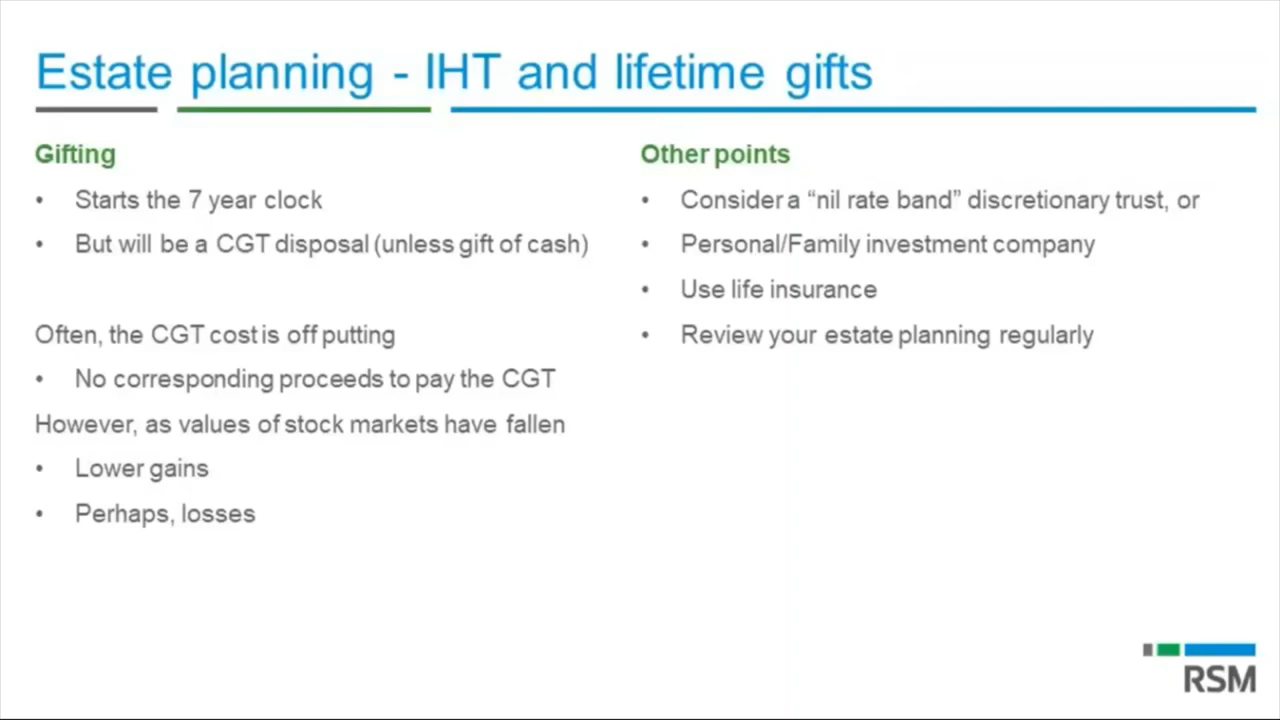 Estate planning - IHT and lifetime gifts
Gifting
• Starts the 7 year clock
• But will be a CGT disposal (unless gift of cash)
Often, the CGT cost is off putting
• No corresponding proceeds to pay the CGT
However, as values of stock markets have fallen
• Lower gains
• Perhaps, losses
Other points
• Consider a “nil rate band” discretionary trust, or
• Personal/Family investment company
• Use life insurance
• Review your estate planning regularly
RSM